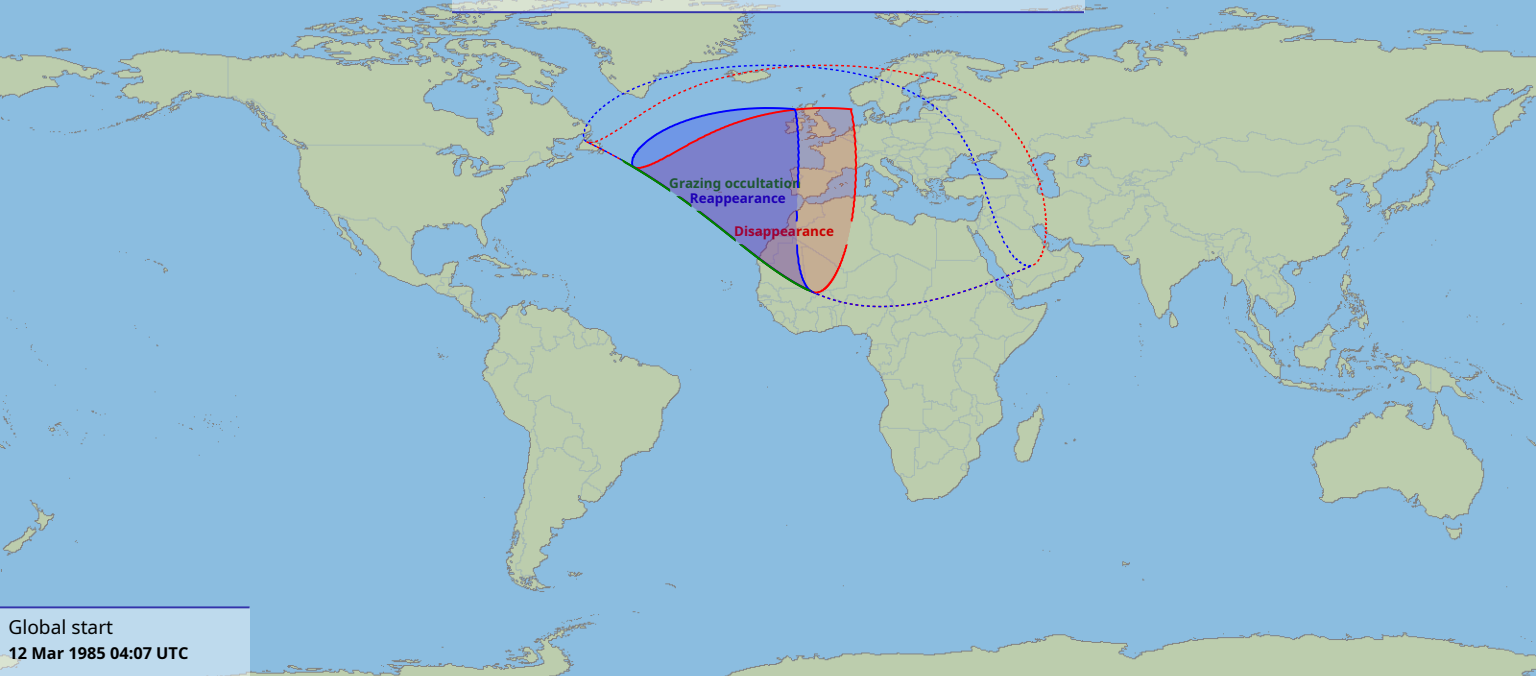 Grazing occultation
Reappearance
Disappearance
Global start
12 Mar 1985 04:07 UTC